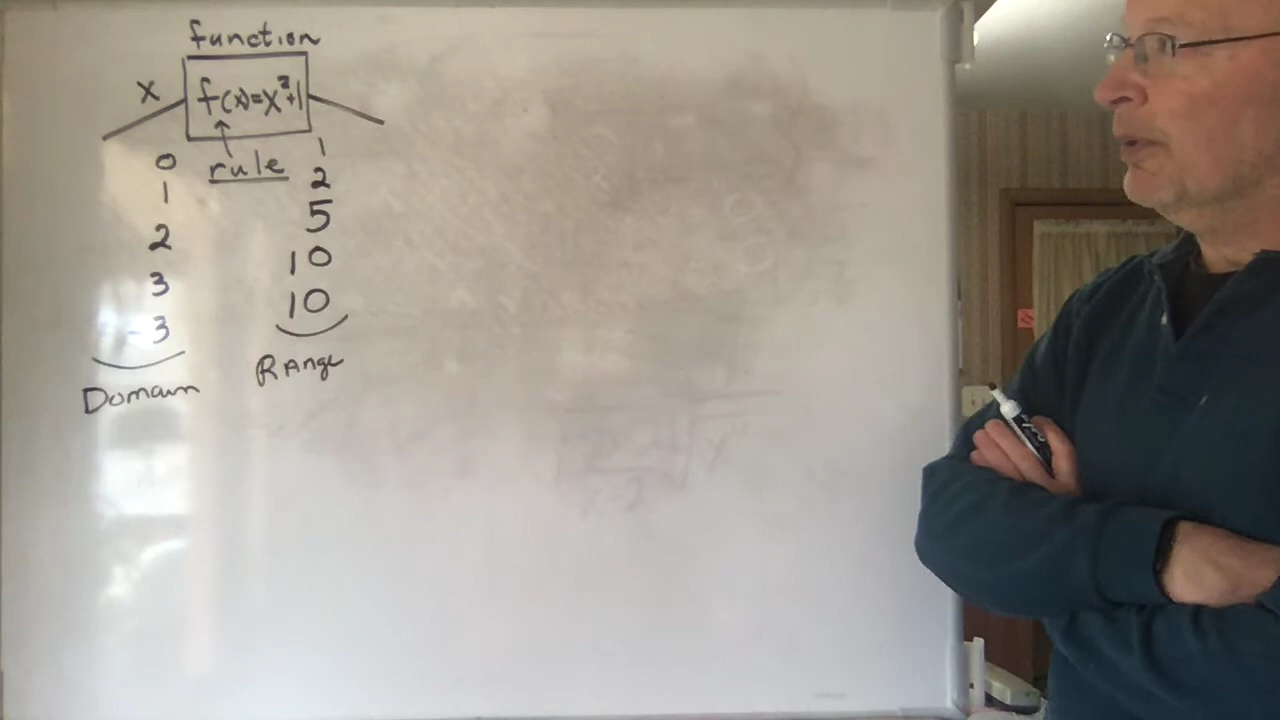 function
x f(x)=x²+1
rule
0 1
1 2
2 5
3 10
-3 10
Domain Range